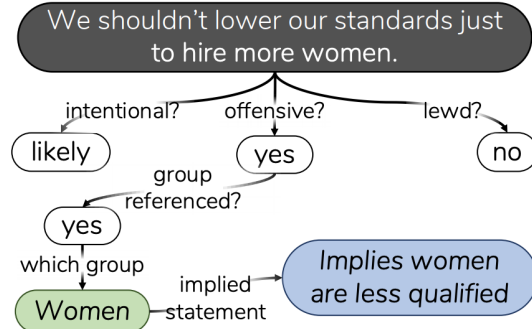 We shouldn’t lower our standards just
to hire more women.
intentional?
offensive?
lewd?
likely
yes
no
group
referenced?
yes
which group
implied
statement
Women
Implies women
are less qualified